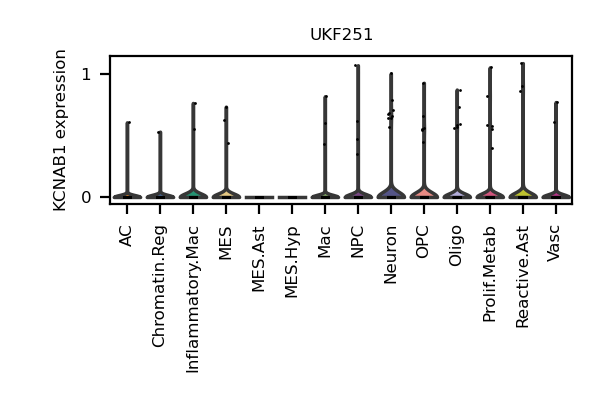 UKF251
KCNAB1 expression
1
0
AC
Chromatin.Reg
Inflammatory.Mac
MES
MES.Ast
MES.Hyp
Mac
NPC
Neuron
OPC
Oligo
Prolif.Metab
Reactive.Ast
Vasc